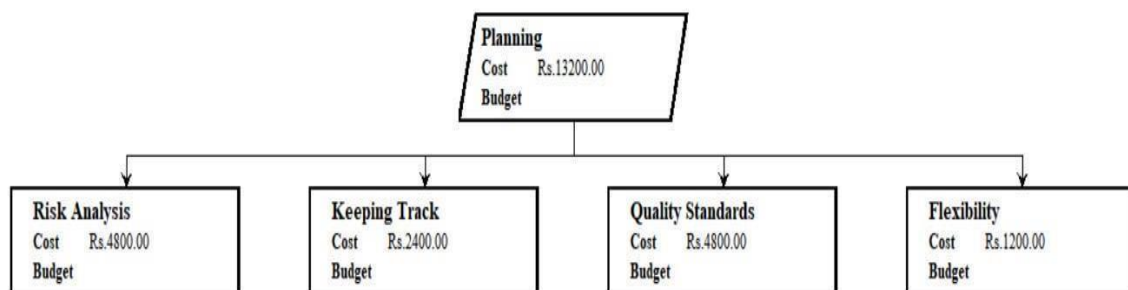 Planning
Cost Rs.13200.00
Budget
Risk Analysis
Cost Rs.4800.00
Budget
Keeping Track
Cost Rs.2400.00
Budget
Quality Standards
Cost Rs.4800.00
Budget
Flexibility
Cost Rs.1200.00
Budget